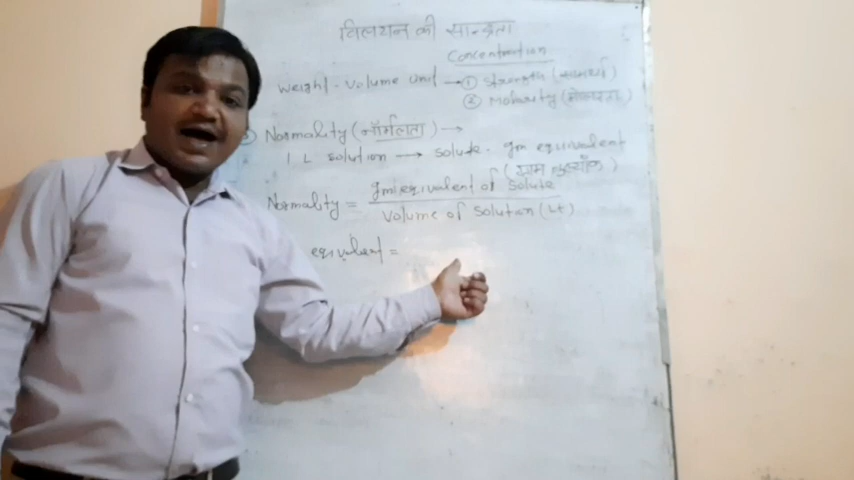 विलयन की सान्द्रता
Concentration
Weight - volume unit → ① Strength (सामर्थ्य)
② Molarity (मोलरता)
Normality (नॉर्मलता) →
1 L solution → solute - gm equivalent
(ग्राम तुल्यांक)
Normality = gm equivalent of solute
Volume of solution (Lt)
equivalent =